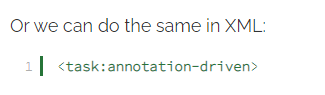 Or we can do the same in XML:
1 <task:annotation-driven>